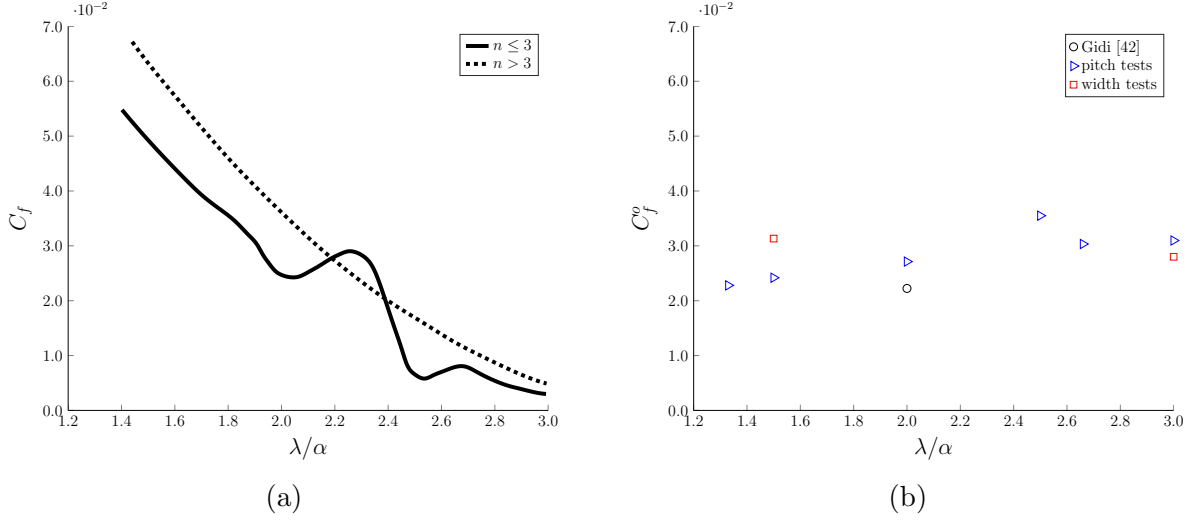 ·10⁻²
7.0
6.0
5.0
4.0
3.0
2.0
1.0
0.0
C_f
1.2 1.4 1.6 1.8 2.0 2.2 2.4 2.6 2.8 3.0
λ/α
n ≤ 3
n > 3
(a)
·10⁻²
7.0
6.0
5.0
4.0
3.0
2.0
1.0
0.0
C_f^o
1.2 1.4 1.6 1.8 2.0 2.2 2.4 2.6 2.8 3.0
λ/α
Gidi [42]
pitch tests
width tests
(b)